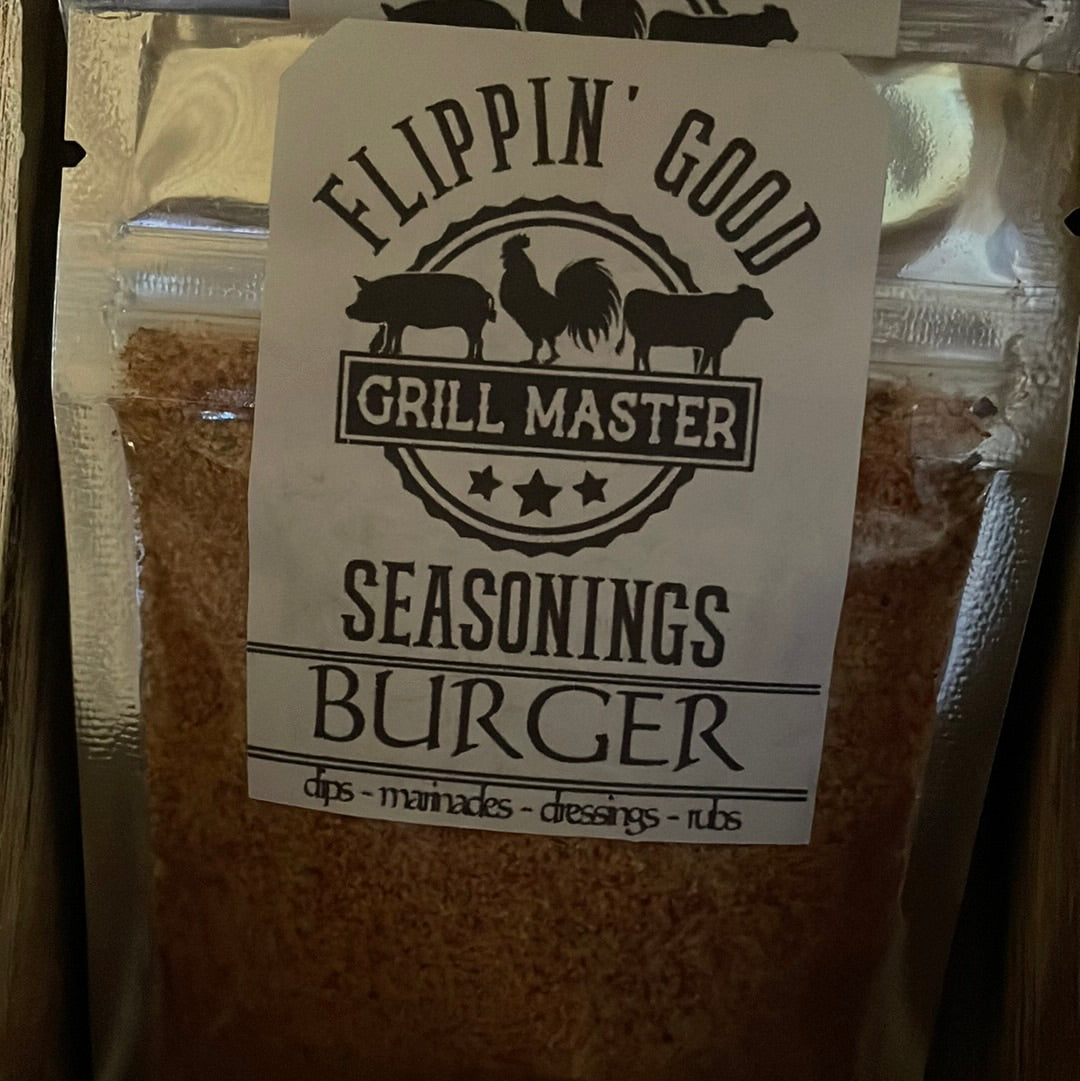 FLIPPIN' GOOD
GRILL MASTER
SEASONINGS
BURGER
dips - marinades - dressings - rubs